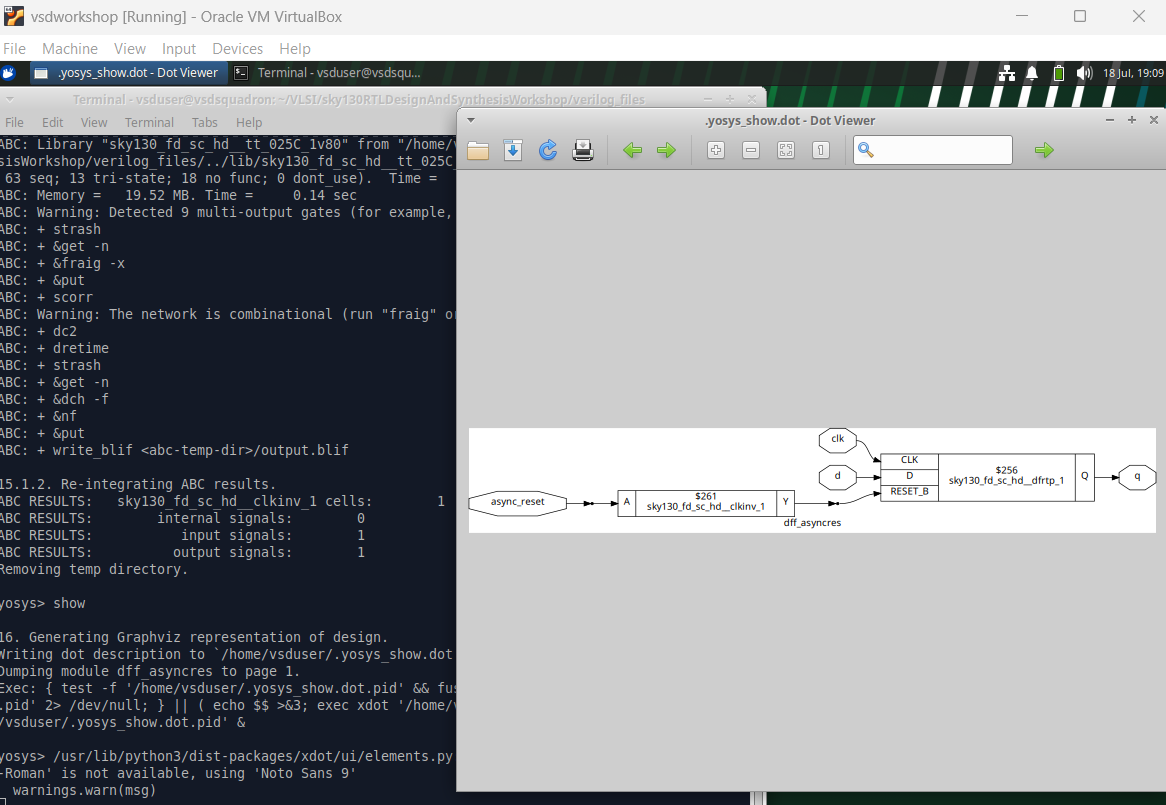 vsdworkshop [Running] - Oracle VM VirtualBox
File Machine View Input Devices Help
.yosys_show.dot - Dot Viewer
Terminal - vsduser@vsdsqu...
18 Jul, 19:09
Terminal - vsduser@vsdsquadron: ~/VLSI/sky130RTLDesignAndSynthesisWorkshop/verilog_files
File Edit View Terminal Tabs Help
ABC: Library "sky130_fd_sc_hd__tt_025C_1v80" from "/home/v
sisWorkshop/verilog_files/../lib/sky130_fd_sc_hd__tt_025C_
63 seq; 13 tri-state; 18 no func; 0 dont_use). Time =
ABC: Memory = 19.52 MB. Time = 0.14 sec
ABC: Warning: Detected 9 multi-output gates (for example,
ABC: + strash
ABC: + &get -n
ABC: + &fraig -x
ABC: + &put
ABC: + scorr
ABC: Warning: The network is combinational (run "fraig" or
ABC: + dc2
ABC: + dretime
ABC: + strash
ABC: + &get -n
ABC: + &dch -f
ABC: + &nf
ABC: + &put
ABC: + write_blif <abc-temp-dir>/output.blif
15.1.2. Re-integrating ABC results.
ABC RESULTS: sky130_fd_sc_hd__clkinv_1 cells: 1
ABC RESULTS: internal signals: 0
ABC RESULTS: input signals: 1
ABC RESULTS: output signals: 1
Removing temp directory.
yosys> show
16. Generating Graphviz representation of design.
Writing dot description to `/home/vsduser/.yosys_show.dot
Dumping module dff_asyncres to page 1.
Exec: { test -f '/home/vsduser/.yosys_show.dot.pid' && fus
.pid' 2> /dev/null; } || ( echo $$ >&3; exec xdot '/home/v
/vsduser/.yosys_show.dot.pid' &
yosys> /usr/lib/python3/dist-packages/xdot/ui/elements.py
-Roman' is not available, using 'Noto Sans 9'
warnings.warn(msg)
.yosys_show.dot - Dot Viewer
1
clk
d
async_reset
A
$261
sky130_fd_sc_hd__clkinv_1
Y
dff_asyncres
CLK
D
RESET_B
$256
sky130_fd_sc_hd__dfrtp_1
Q
q